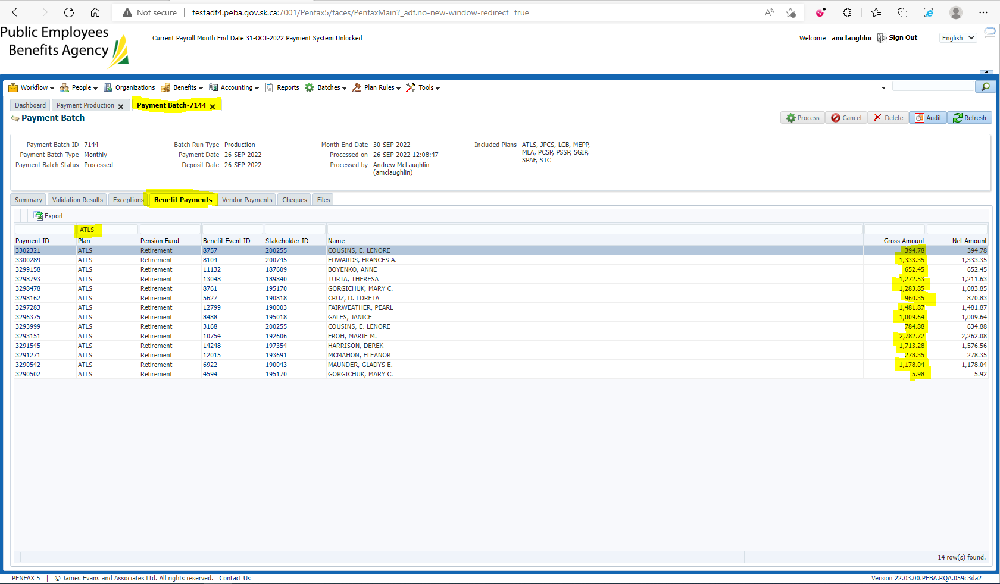 Not secure | testadf4.peba.gov.sk.ca:7001/Penfax5/faces/PenfaxMain?_adf.no-new-window-redirect=true
Public Employees
Benefits Agency
Current Payroll Month End Date 31-OCT-2022 Payment System Unlocked
Welcome amclaughlin Sign Out English
Workflow People Organizations Benefits Accounting Reports Batches Plan Rules Tools
Dashboard Payment Production Payment Batch-7144
Payment Batch
Process Cancel Delete Audit Refresh
Payment Batch ID 7144 Batch Run Type Production Month End Date 30-SEP-2022 Included Plans ATLS, JPCS, LCB, MEPP,
MLA, PCSP, PSSP, SGIP,
SPAF, STC
Payment Batch Type Monthly Payment Date 26-SEP-2022 Processed on 26-SEP-2022 12:08:47
Payment Batch Status Processed Deposit Date 26-SEP-2022 Processed by Andrew McLaughlin
(amclaughlin)
Summary Validation Results Exceptions Benefit Payments Vendor Payments Cheques Files
Export
ATLS
Payment ID Plan Pension Fund Benefit Event ID Stakeholder ID Name Gross Amount Net Amount
3302321 ATLS Retirement 8757 200255 COUSINS, E. LENORE 394.78 394.78
3300289 ATLS Retirement 8104 200745 EDWARDS, FRANCES A. 1,333.35 1,333.35
3299158 ATLS Retirement 11132 187609 BOYENKO, ANNE 652.45 652.45
3298793 ATLS Retirement 13048 189840 TURTA, THERESA 1,272.53 1,211.63
3298478 ATLS Retirement 8761 195170 GORGICHUK, MARY C. 1,283.85 1,083.85
3298162 ATLS Retirement 5627 190818 CRUZ, D. LORETA 960.35 870.83
3297283 ATLS Retirement 12799 190003 FAIRWEATHER, PEARL 1,481.87 1,481.87
3296375 ATLS Retirement 8488 195018 GALES, JANICE 1,009.64 1,009.64
3293999 ATLS Retirement 3168 200255 COUSINS, E. LENORE 784.88 634.88
3293151 ATLS Retirement 10754 192606 FROH, MARIE M. 2,782.72 2,262.08
3291545 ATLS Retirement 14248 197354 HARRISON, DEREK 1,713.28 1,576.56
3291271 ATLS Retirement 12015 193691 MCMAHON, ELEANOR 278.35 278.35
3290542 ATLS Retirement 6922 190043 MAUNDER, GLADYS E. 1,178.04 1,178.04
3290502 ATLS Retirement 4594 195170 GORGICHUK, MARY C. 5.98 5.92
14 row(s) found.
PENFAX 5 | © James Evans and Associates Ltd. All rights reserved. Contact Us Version 22.03.00.PEBA.RQA.059c3da2